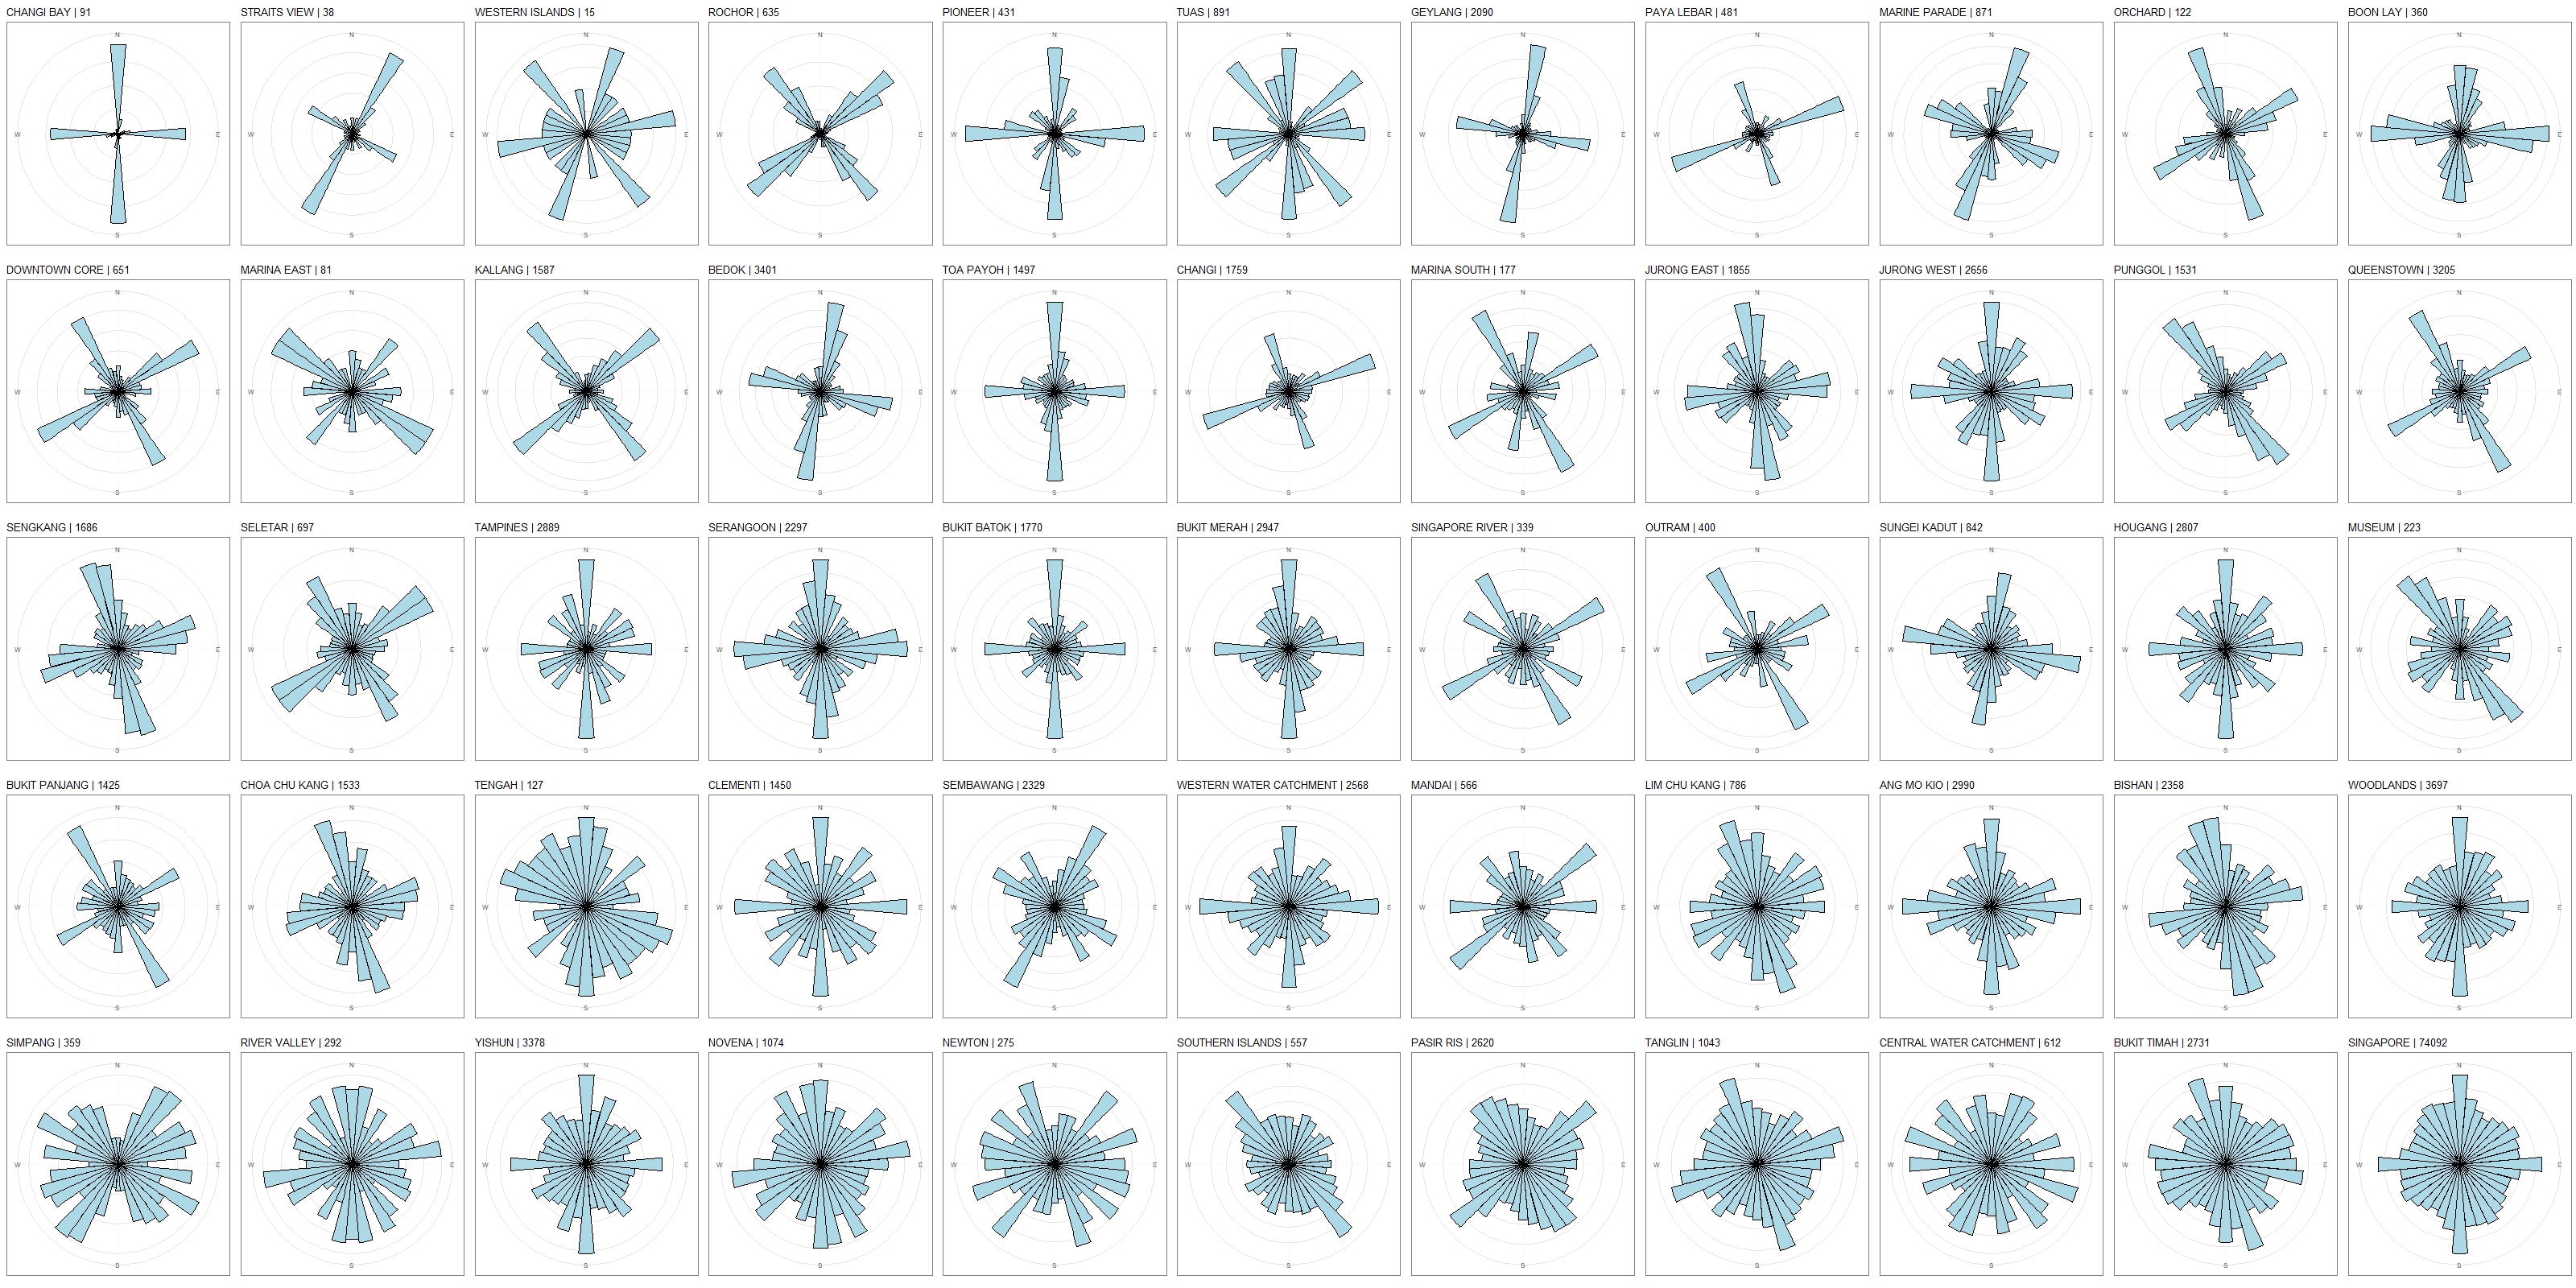 CHANGI BAY | 91
STRAITS VIEW | 38
WESTERN ISLANDS | 15
ROCHOR | 635
PIONEER | 431
TUAS | 891
GEYLANG | 2090
PAYA LEBAR | 481
MARINE PARADE | 871
ORCHARD | 122
BOON LAY | 360
N N N N N N N N N N N
W E W E W E W E W E W E W E W E W E W E W E
S S S S S S S S S S S
DOWNTOWN CORE | 651
MARINA EAST | 81
KALLANG | 1587
BEDOK | 3401
TOA PAYOH | 1497
CHANGI | 1759
MARINA SOUTH | 177
JURONG EAST | 1855
JURONG WEST | 2656
PUNGGOL | 1531
QUEENSTOWN | 3205
N N N N N N N N N N N
W E W E W E W E W E W E W E W E W E W E W E
S S S S S S S S S S S
SENGKANG | 1686
SELETAR | 697
TAMPINES | 2889
SERANGOON | 2297
BUKIT BATOK | 1770
BUKIT MERAH | 2947
SINGAPORE RIVER | 339
OUTRAM | 400
SUNGEI KADUT | 842
HOUGANG | 2807
MUSEUM | 223
N N N N N N N N N N N
W E W E W E W E W E W E W E W E W E W E W E
S S S S S S S S S S S
BUKIT PANJANG | 1425
CHOA CHU KANG | 1533
TENGAH | 127
CLEMENTI | 1450
SEMBAWANG | 2329
WESTERN WATER CATCHMENT | 2568
MANDAI | 566
LIM CHU KANG | 786
ANG MO KIO | 2990
BISHAN | 2358
WOODLANDS | 3697
N N N N N N N N N N N
W E W E W E W E W E W E W E W E W E W E W E
S S S S S S S S S S S
SIMPANG | 359
RIVER VALLEY | 292
YISHUN | 3378
NOVENA | 1074
NEWTON | 275
SOUTHERN ISLANDS | 557
PASIR RIS | 2620
TANGLIN | 1043
CENTRAL WATER CATCHMENT | 612
BUKIT TIMAH | 2731
SINGAPORE | 74092
N N N N N N N N N N N
W E W E W E W E W E W E W E W E W E W E W E
S S S S S S S S S S S